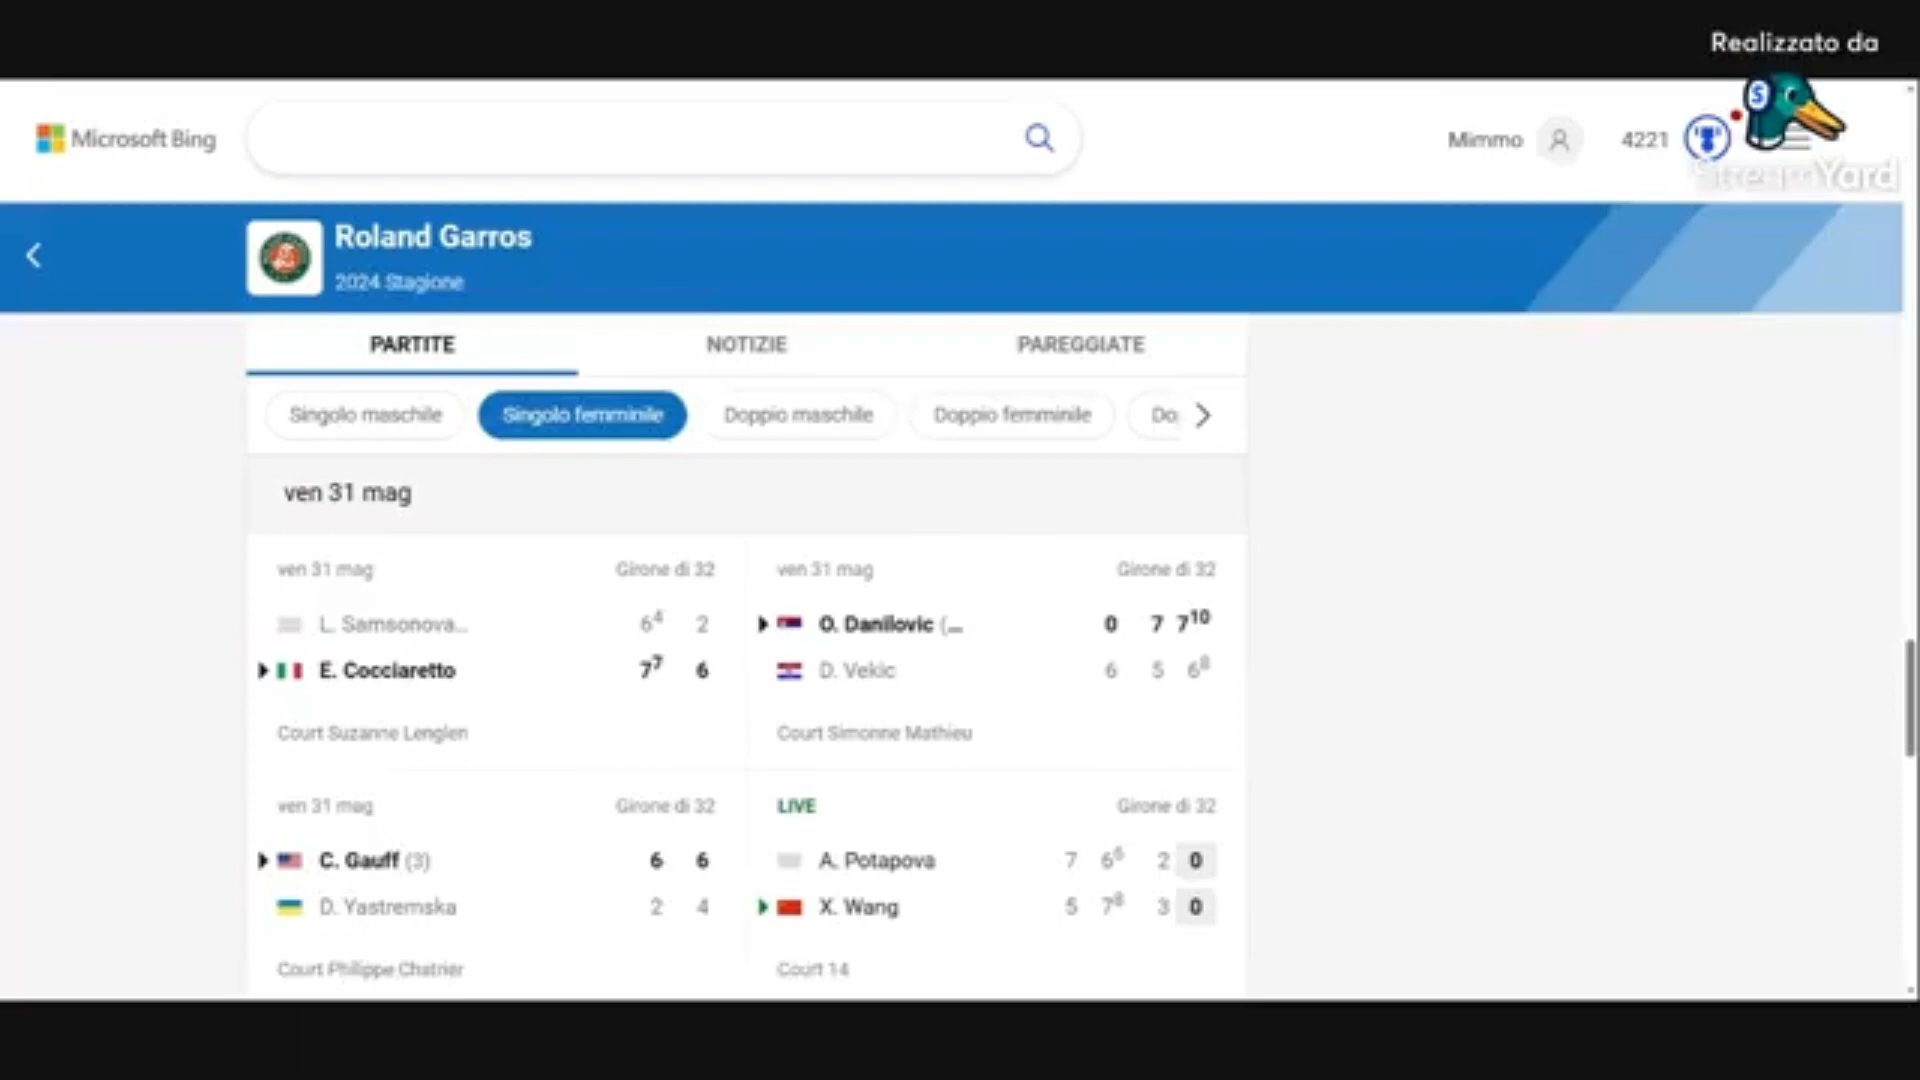 Realizzato da
StreamYard
Microsoft Bing
Mimmo
4221
Roland Garros
2024 Stagione
PARTITE NOTIZIE PAREGGIATE
Singolo maschile Singolo femminile Doppio maschile Doppio femminile Do
ven 31 mag
ven 31 mag Girone di 32
L. Samsonova... 6⁴ 2
E. Cocciaretto 7⁷ 6
Court Suzanne Lenglen
ven 31 mag Girone di 32
O. Danilovic (... 0 7 7¹⁰
D. Vekic 6 5 6⁸
Court Simonne Mathieu
ven 31 mag Girone di 32
C. Gauff (3) 6 6
D. Yastremska 2 4
Court Philippe Chatrier
LIVE Girone di 32
A. Potapova 7 6⁶ 2 0
X. Wang 5 7⁸ 3 0
Court 14